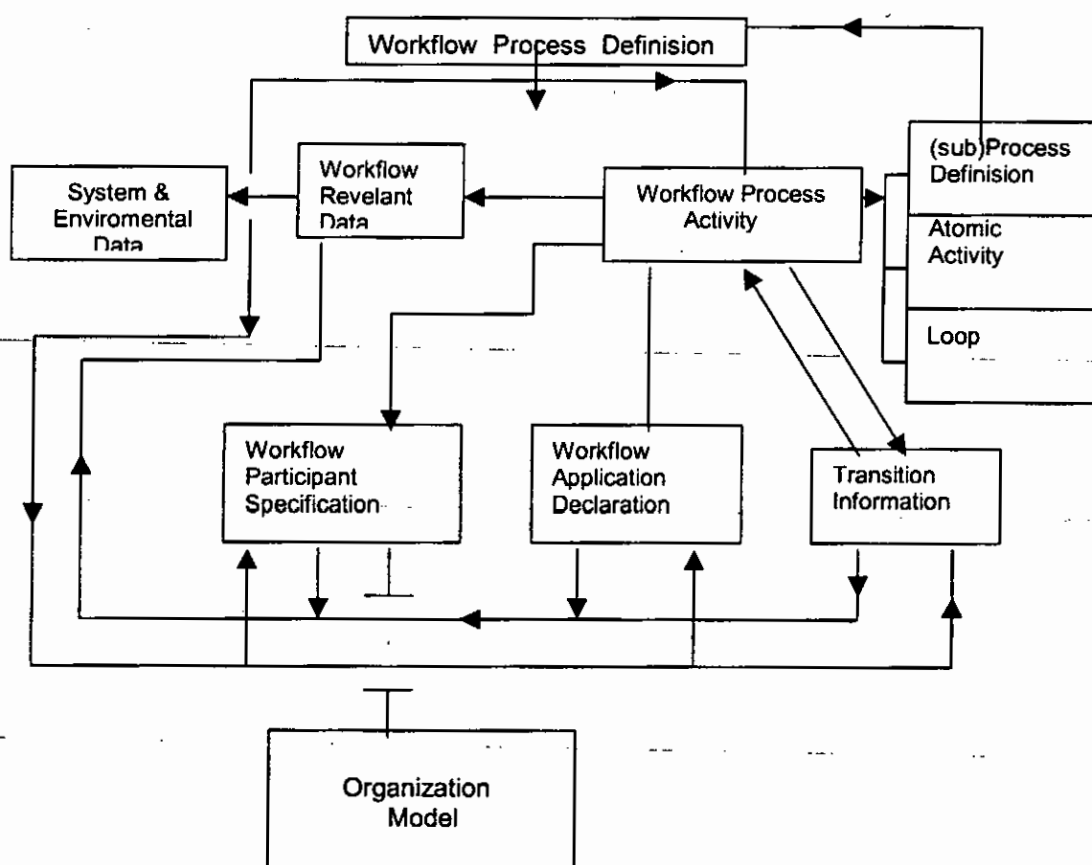 Workflow Process Definision
(sub)Process
Definition
System &
Enviromental
Data
Workflow
Revelant
Data
Workflow Process
Activity
Atomic
Activity
Loop
Workflow
Participant
Specification
Workflow
Application
Declaration
Transition
Information
Organization
Model